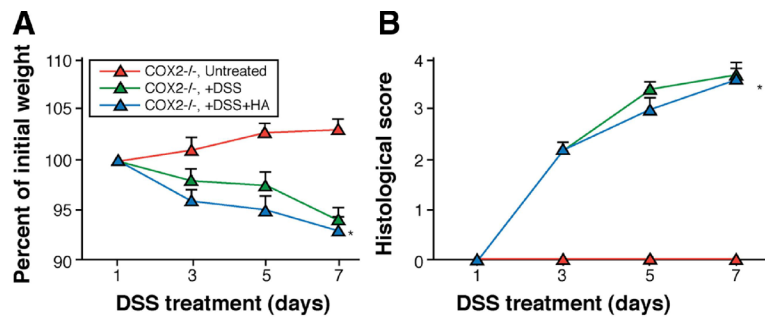 A
Percent of initial weight
110
105
100
95
90
COX2-/-, Untreated
COX2-/-, +DSS
COX2-/-, +DSS+HA
*
1 3 5 7
DSS treatment (days)
B
Histological score
4
3
2
1
0
*
1 3 5 7
DSS treatment (days)